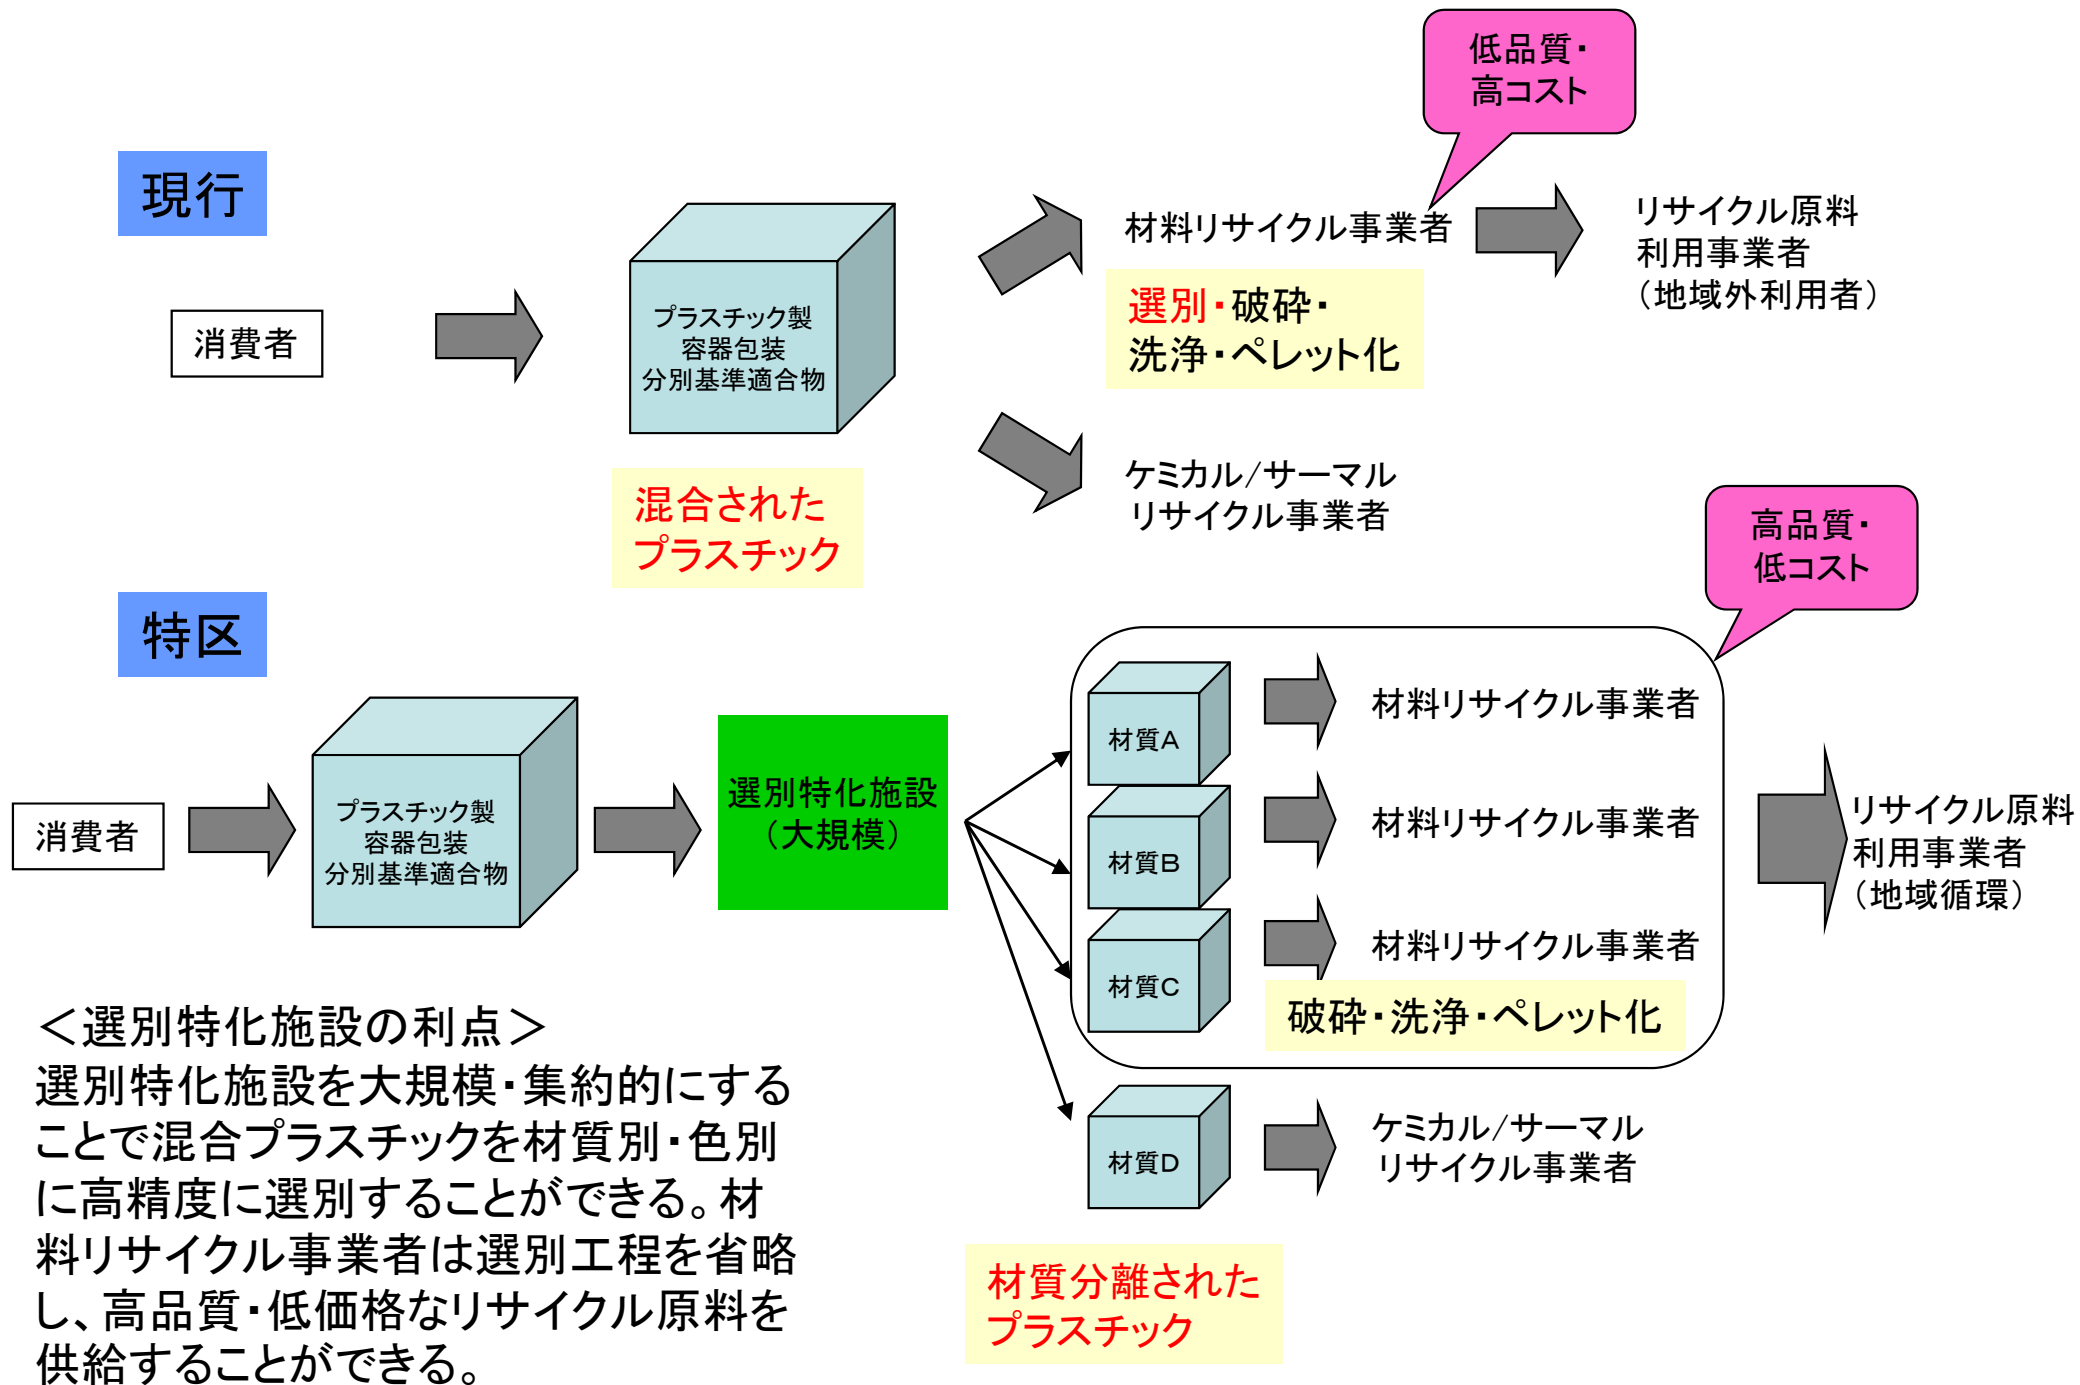 低品質・
高コスト
現行
消費者
プラスチック製
容器包装
分別基準適合物
混合された
プラスチック
材料リサイクル事業者
選別・破砕・
洗浄・ペレット化
リサイクル原料
利用事業者
（地域外利用者）
ケミカル/サーマル
リサイクル事業者
高品質・
低コスト
特区
消費者
プラスチック製
容器包装
分別基準適合物
選別特化施設
（大規模）
材質A
材料リサイクル事業者
材質B
材料リサイクル事業者
材質C
材料リサイクル事業者
破砕・洗浄・ペレット化
リサイクル原料
利用事業者
（地域循環）
材質D
ケミカル/サーマル
リサイクル事業者
材質分離された
プラスチック
＜選別特化施設の利点＞
選別特化施設を大規模・集約的にする
ことで混合プラスチックを材質別・色別
に高精度に選別することができる。材
料リサイクル事業者は選別工程を省略
し、高品質・低価格なリサイクル原料を
供給することができる。